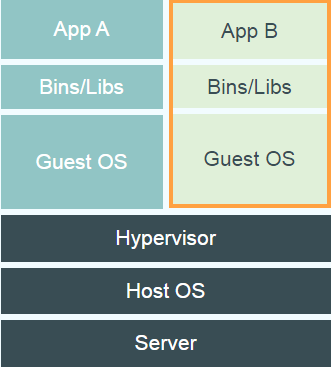 App A
App B
Bins/Libs
Bins/Libs
Guest OS
Guest OS
Hypervisor
Host OS
Server